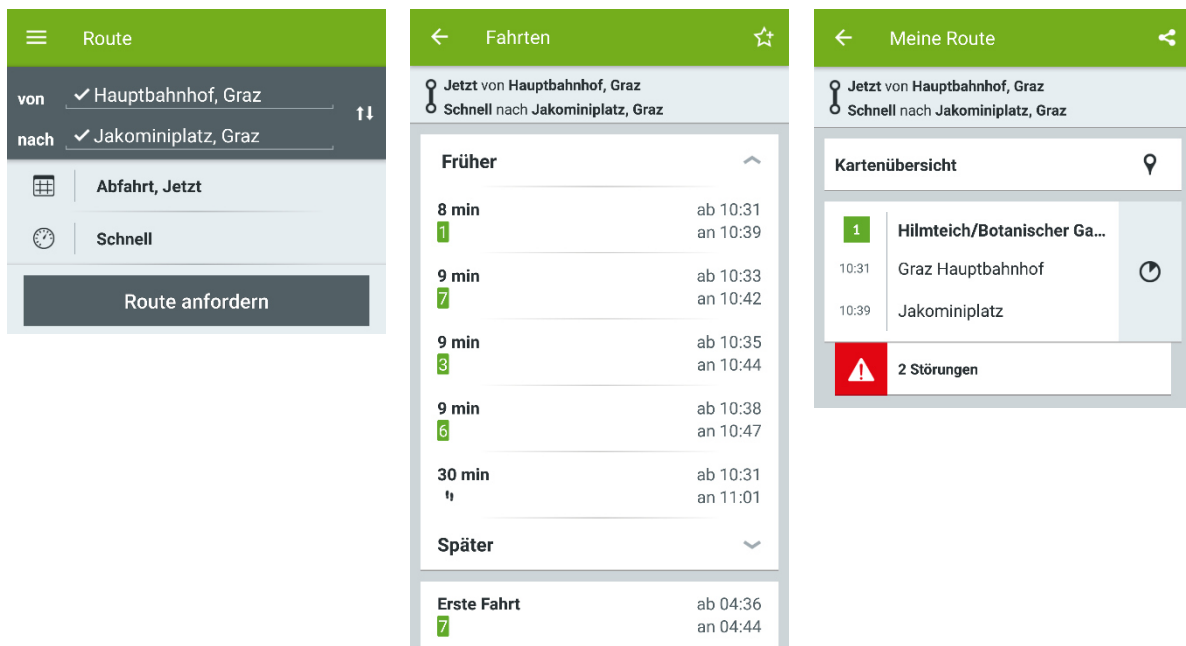 Route
von Hauptbahnhof, Graz
nach Jakominiplatz, Graz
Abfahrt, Jetzt
Schnell
Route anfordern
Fahrten
Jetzt von Hauptbahnhof, Graz
Schnell nach Jakominiplatz, Graz
Früher
8 min ab 10:31
1 an 10:39
9 min ab 10:33
7 an 10:42
9 min ab 10:35
3 an 10:44
9 min ab 10:38
6 an 10:47
30 min ab 10:31
an 11:01
Später
Erste Fahrt ab 04:36
7 an 04:44
Meine Route
Jetzt von Hauptbahnhof, Graz
Schnell nach Jakominiplatz, Graz
Kartenübersicht
1 Hilmteich/Botanischer Ga...
10:31 Graz Hauptbahnhof
10:39 Jakominiplatz
2 Störungen